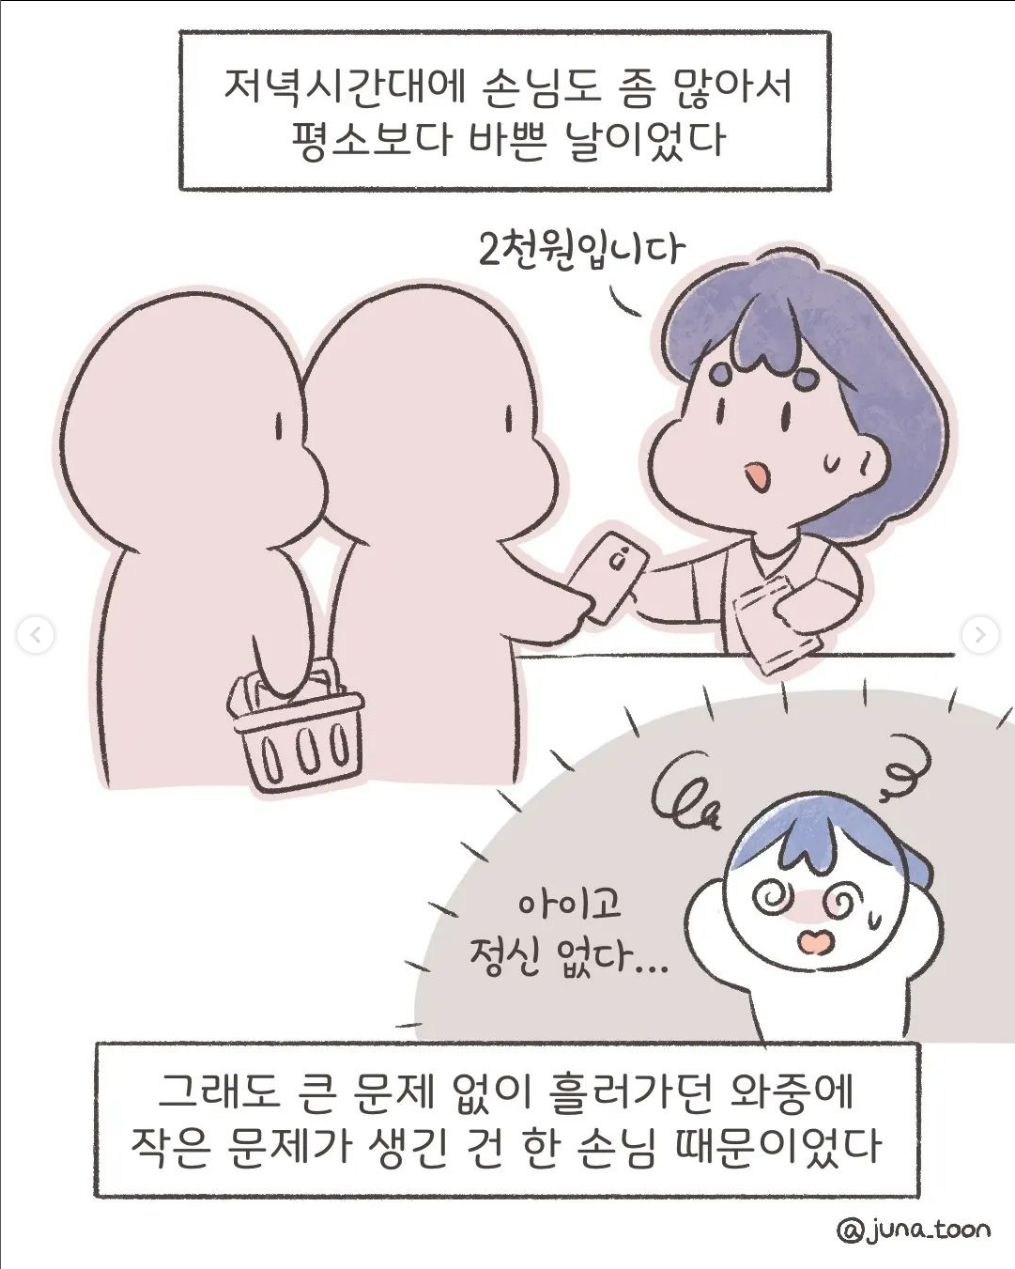 저녁시간대에 손님도 좀 많아서
평소보다 바쁜 날이었다
2천원입니다
아이고
정신 없다...
그래도 큰 문제 없이 흘러가던 와중에
작은 문제가 생긴 건 한 손님 때문이었다
@juna_toon